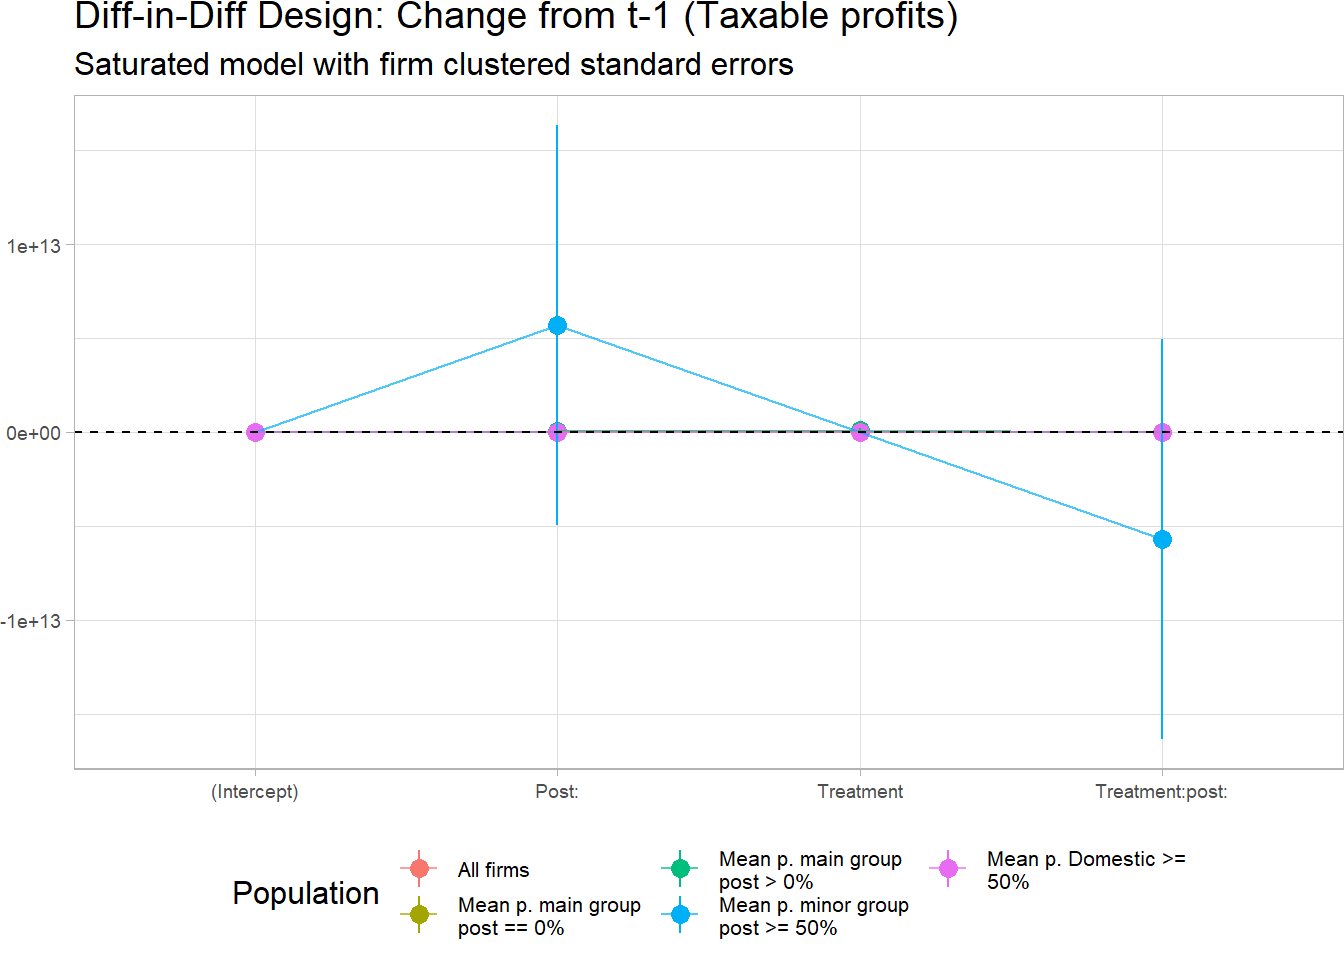 Diff-in-Diff Design: Change from t-1 (Taxable profits)
Saturated model with firm clustered standard errors
1e+13
0e+00
-1e+13
(Intercept)
Post:
Treatment
Treatment:post:
Population
All firms
Mean p. main group
post == 0%
Mean p. main group
post > 0%
Mean p. minor group
post >= 50%
Mean p. Domestic >=
50%